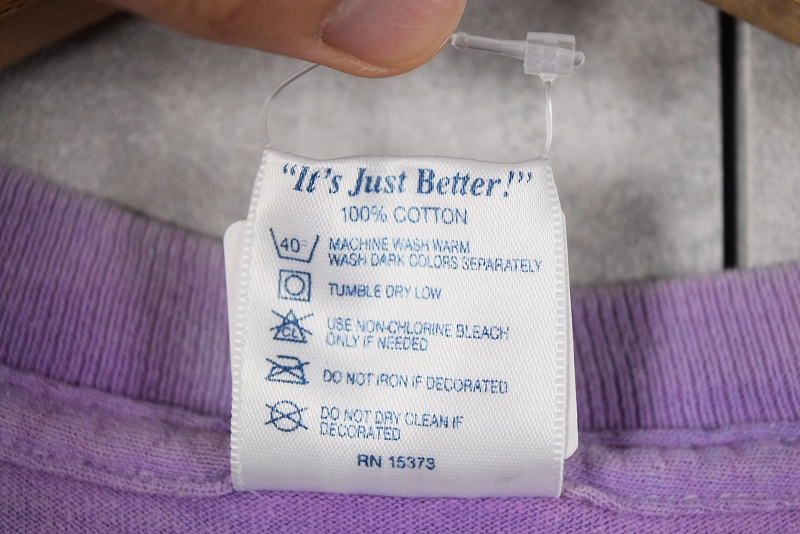 “It's Just Better!”
100% COTTON
40°
MACHINE WASH WARM
WASH DARK COLORS SEPARATELY
TUMBLE DRY LOW
CL
USE NON-CHLORINE BLEACH
ONLY IF NEEDED
DO NOT IRON IF DECORATED
DO NOT DRY CLEAN IF
DECORATED
RN 15373